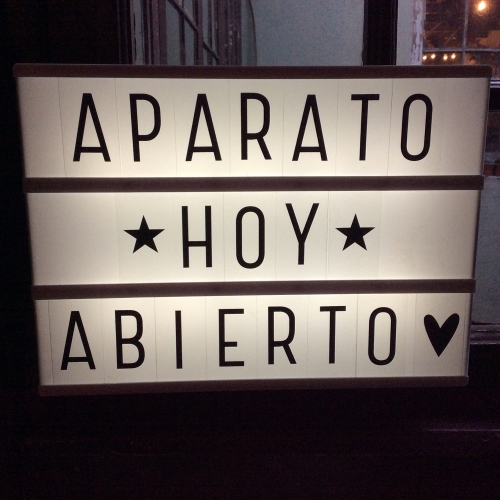 APARATO
★ HOY ★
ABIERTO ♥